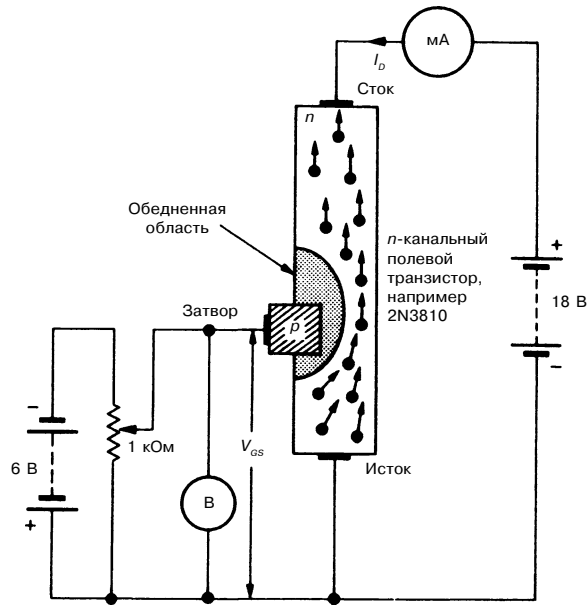 мА
I_D
Сток
n
Обедненная
область
n-канальный
полевой
транзистор,
например
2N3810
+
18 В
−
Затвор
p
−
6 В
+
1 кОм
V_GS
В
Исток